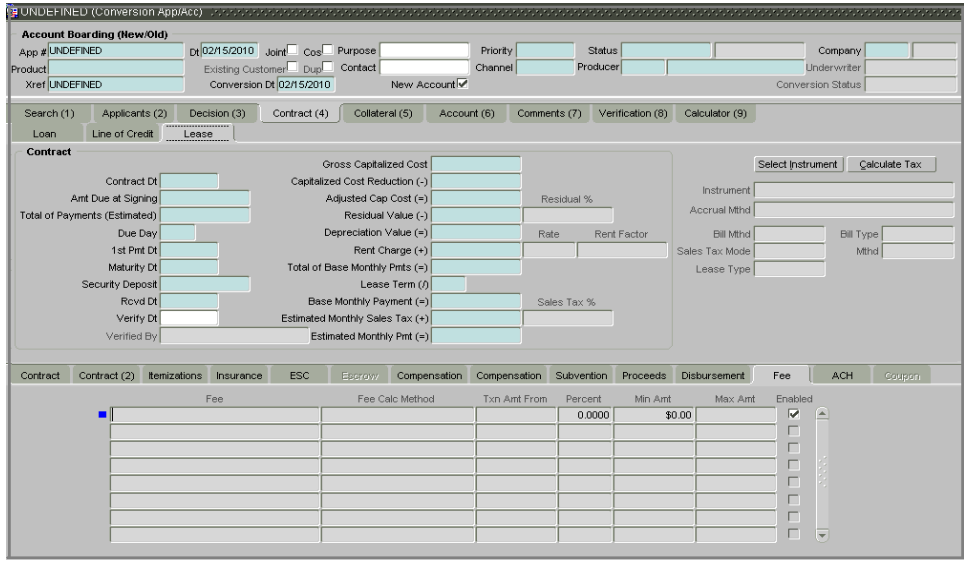 UNDEFINED (Conversion App/Acc)
Account Boarding (New/Old)
App # UNDEFINED Dt 02/15/2010 Joint Cos Purpose Priority Status Company
Product Existing Customer Dup Contact Channel Producer Underwriter
Xref UNDEFINED Conversion Dt 02/15/2010 New Account Conversion Status
Search (1) Applicants (2) Decision (3) Contract (4) Collateral (5) Account (6) Comments (7) Verification (8) Calculator (9)
Loan Line of Credit Lease
Contract
Gross Capitalized Cost Select Instrument Calculate Tax
Contract Dt Capitalized Cost Reduction (-)
Instrument
Amt Due at Signing Adjusted Cap Cost (=) Residual %
Accrual Mthd
Total of Payments (Estimated) Residual Value (-)
Due Day Depreciation Value (=) Rate Rent Factor Bill Mthd Bill Type
1st Pmt Dt Rent Charge (+) Sales Tax Mode Mthd
Maturity Dt Total of Base Monthly Pmts (=) Lease Type
Security Deposit Lease Term (/)
Rcvd Dt Base Monthly Payment (=) Sales Tax %
Verify Dt Estimated Monthly Sales Tax (+)
Verified By Estimated Monthly Pmt (=)
Contract Contract (2) Itemizations Insurance ESC Escrow Compensation Compensation Subvention Proceeds Disbursement Fee ACH Coupon
Fee Fee Calc Method Txn Amt From Percent Min Amt Max Amt Enabled
0.0000 $0.00